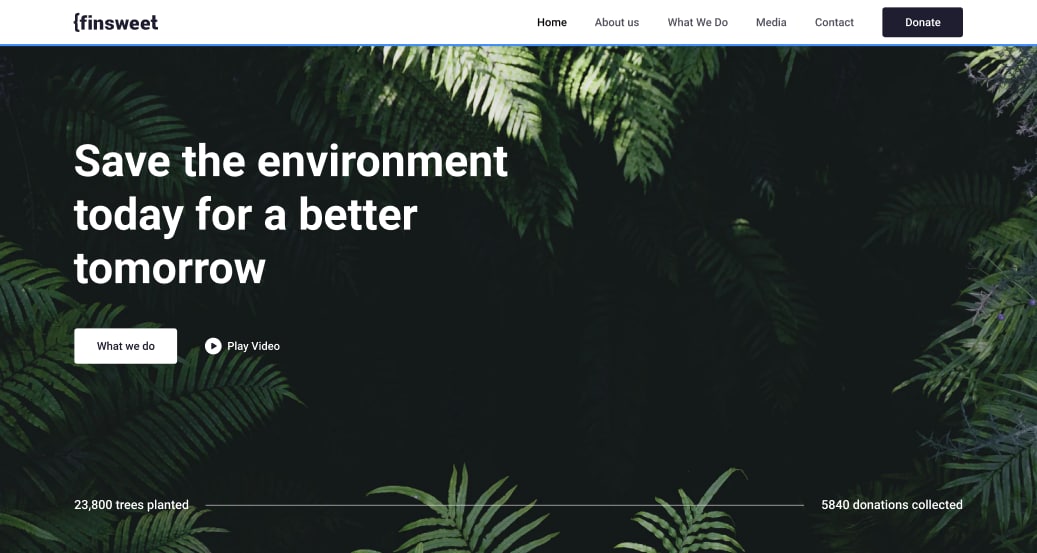 {finsweet
Home About us What We Do Media Contact Donate
Save the environment
today for a better
tomorrow
What we do Play Video
23,800 trees planted 5840 donations collected